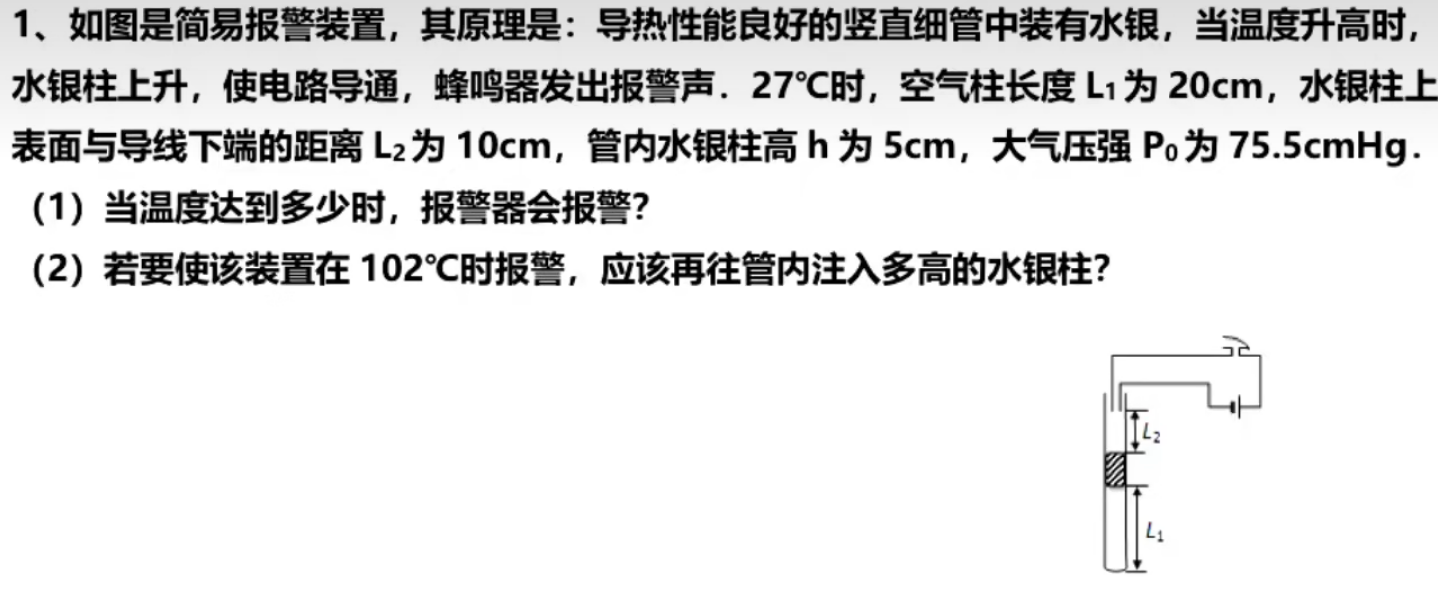 1、如图是简易报警装置，其原理是：导热性能良好的竖直细管中装有水银，当温度升高时，
水银柱上升，使电路导通，蜂鸣器发出报警声．27℃时，空气柱长度 L₁ 为 20cm，水银柱上
表面与导线下端的距离 L₂ 为 10cm，管内水银柱高 h 为 5cm，大气压强 P₀ 为 75.5cmHg．
（1）当温度达到多少时，报警器会报警？
（2）若要使该装置在 102℃时报警，应该再往管内注入多高的水银柱？
L₂
L₁